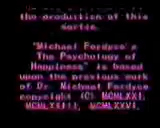 the production of this
series.
"Michael Fordyce's
The Psychology of
Happiness" is based
upon the previous work
of Dr. Michael Fordyce
copyright (C) MCMLXXI,
MCMLXXIII, MCMLXXVI,